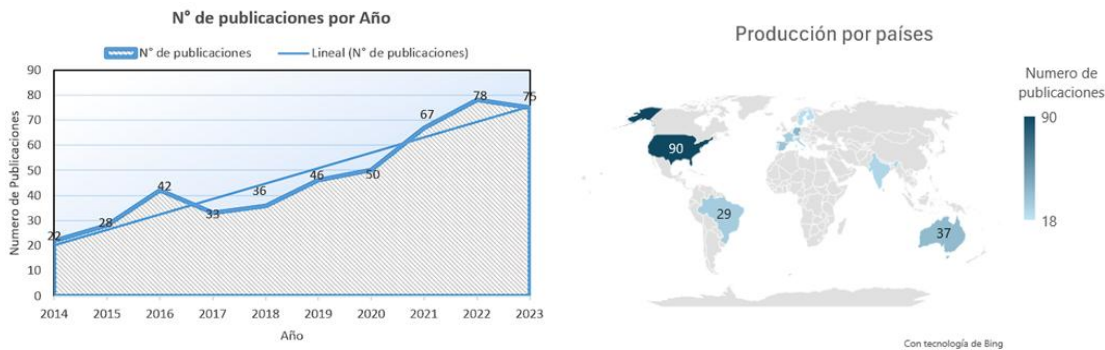 N° de publicaciones por Año
N° de publicaciones
Lineal (N° de publicaciones)
Numero de Publicaciones
90
80
70
60
50
40
30
20
10
0
22
28
42
33
36
46
50
67
78
75
2014 2015 2016 2017 2018 2019 2020 2021 2022 2023
Año
Producción por países
Numero de
publicaciones
90
18
90
29
37
Con tecnología de Bing